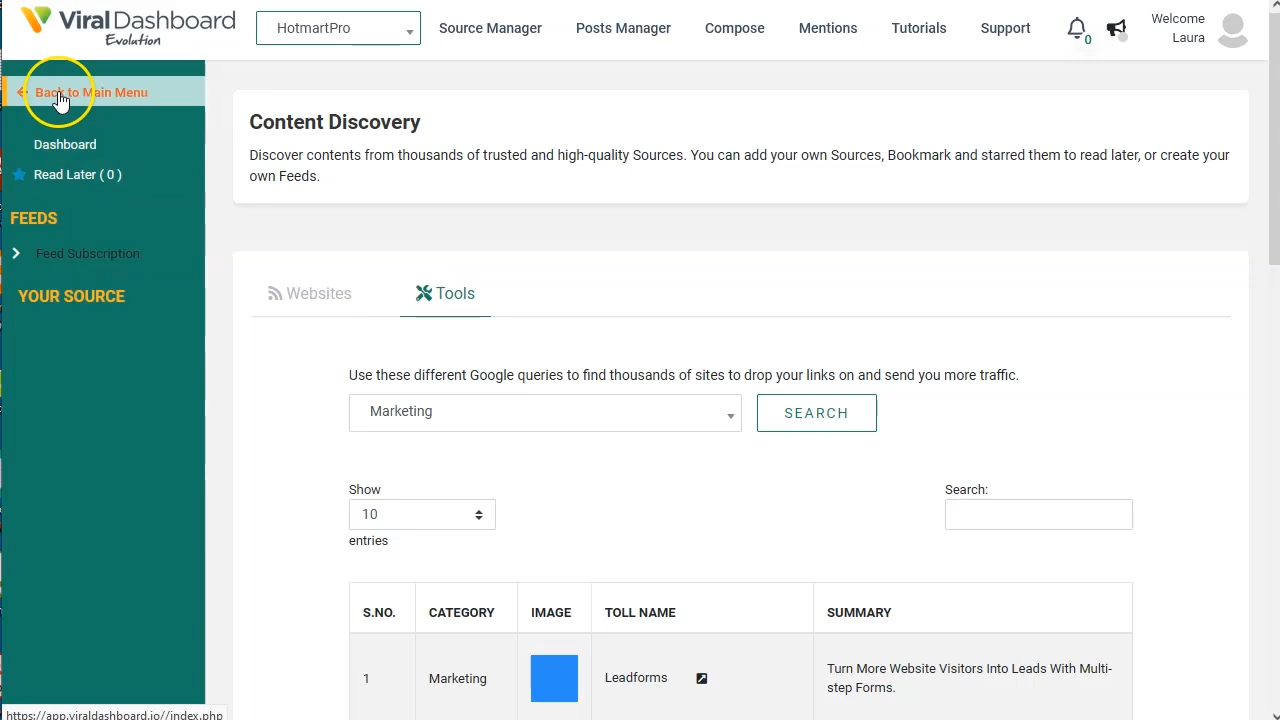 ViralDashboard
Evolution
HotmartPro
Source Manager
Posts Manager
Compose
Mentions
Tutorials
Support
0
Welcome
Laura
Back to Main Menu
Dashboard
Read Later ( 0 )
FEEDS
Feed Subscription
YOUR SOURCE
Content Discovery
Discover contents from thousands of trusted and high-quality Sources. You can add your own Sources, Bookmark and starred them to read later, or create your
own Feeds.
Websites
Tools
Use these different Google queries to find thousands of sites to drop your links on and send you more traffic.
Marketing
SEARCH
Show
10
entries
Search:
S.NO. CATEGORY IMAGE TOLL NAME SUMMARY
1 Marketing Leadforms Turn More Website Visitors Into Leads With Multi-
step Forms.
https://app.viraldashboard.io//index.php